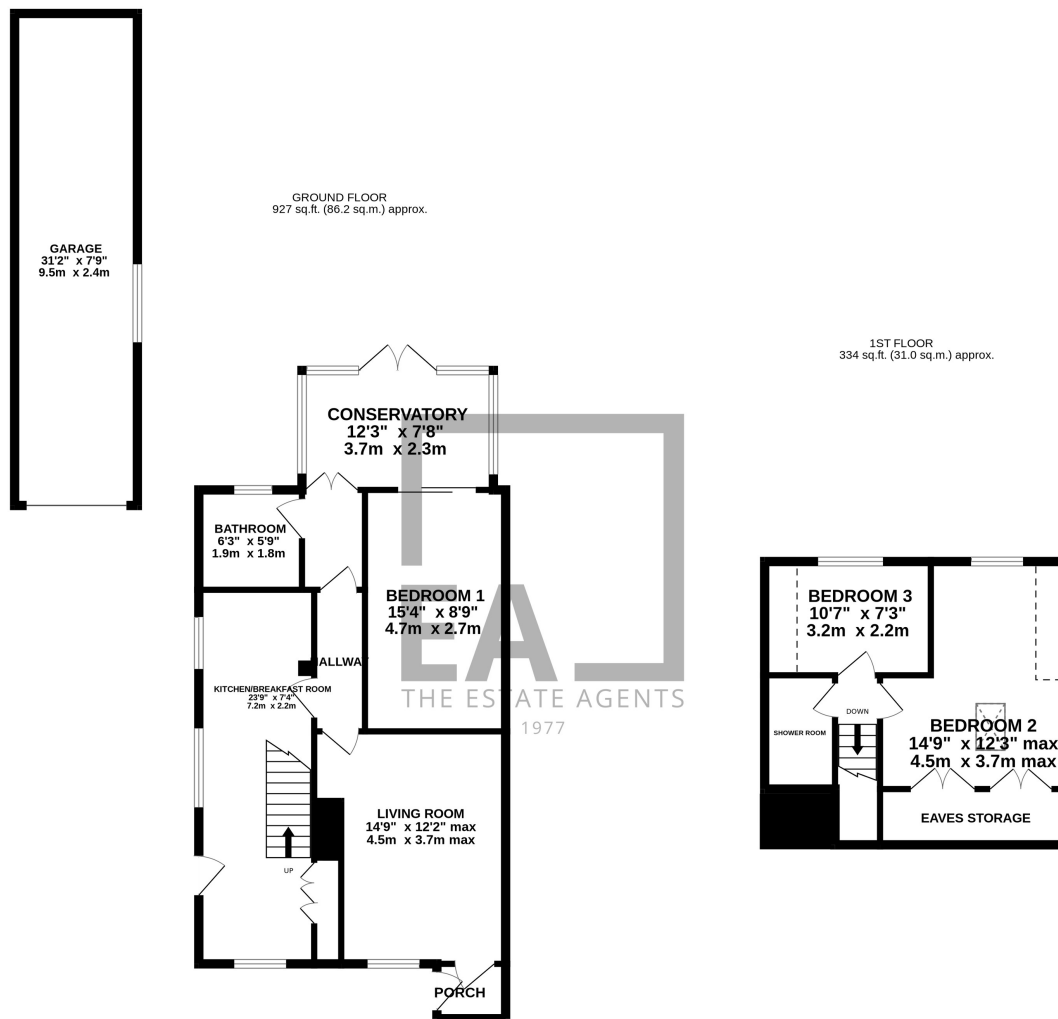 GROUND FLOOR
927 sq.ft. (86.2 sq.m.) approx.
GARAGE
31'2" x 7'9"
9.5m x 2.4m
1ST FLOOR
334 sq.ft. (31.0 sq.m.) approx.
CONSERVATORY
12'3" x 7'8"
3.7m x 2.3m
BATHROOM
6'3" x 5'9"
1.9m x 1.8m
BEDROOM 1
15'4" x 8'9"
4.7m x 2.7m
HALLWAY
KITCHEN/BREAKFAST ROOM
23'9" x 7'4"
7.2m x 2.2m
LIVING ROOM
14'9" x 12'2" max
4.5m x 3.7m max
UP
PORCH
EA
THE ESTATE AGENTS
1977
BEDROOM 3
10'7" x 7'3"
3.2m x 2.2m
DOWN
SHOWER ROOM
BEDROOM 2
14'9" x 12'3" max
4.5m x 3.7m max
EAVES STORAGE